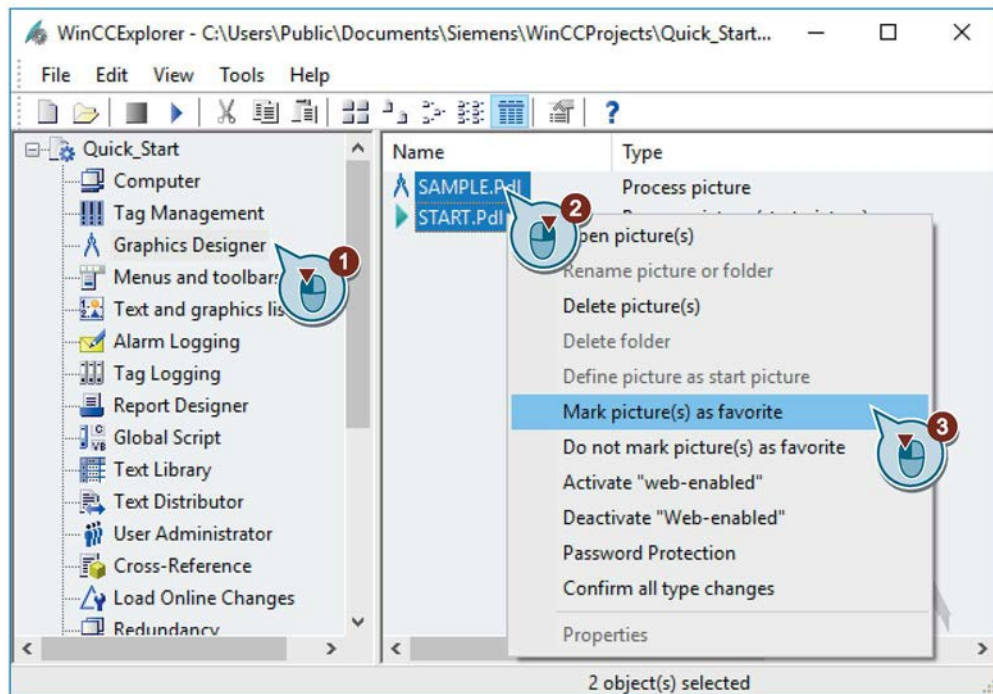 WinCCExplorer - C:\Users\Public\Documents\Siemens\WinCCProjects\Quick_Start...
File Edit View Tools Help
Quick_Start
Computer
Tag Management
Graphics Designer
1
Menus and toolbars
Text and graphics lis
Alarm Logging
Tag Logging
Report Designer
Global Script
Text Library
Text Distributor
User Administrator
Cross-Reference
Load Online Changes
Redundancy
Name Type
SAMPLE.Pdl Process picture
START.Pdl
2
pen picture(s)
Rename picture or folder
Delete picture(s)
Delete folder
Define picture as start picture
Mark picture(s) as favorite
3
Do not mark picture(s) as favorite
Activate "web-enabled"
Deactivate "Web-enabled"
Password Protection
Confirm all type changes
Properties
2 object(s) selected